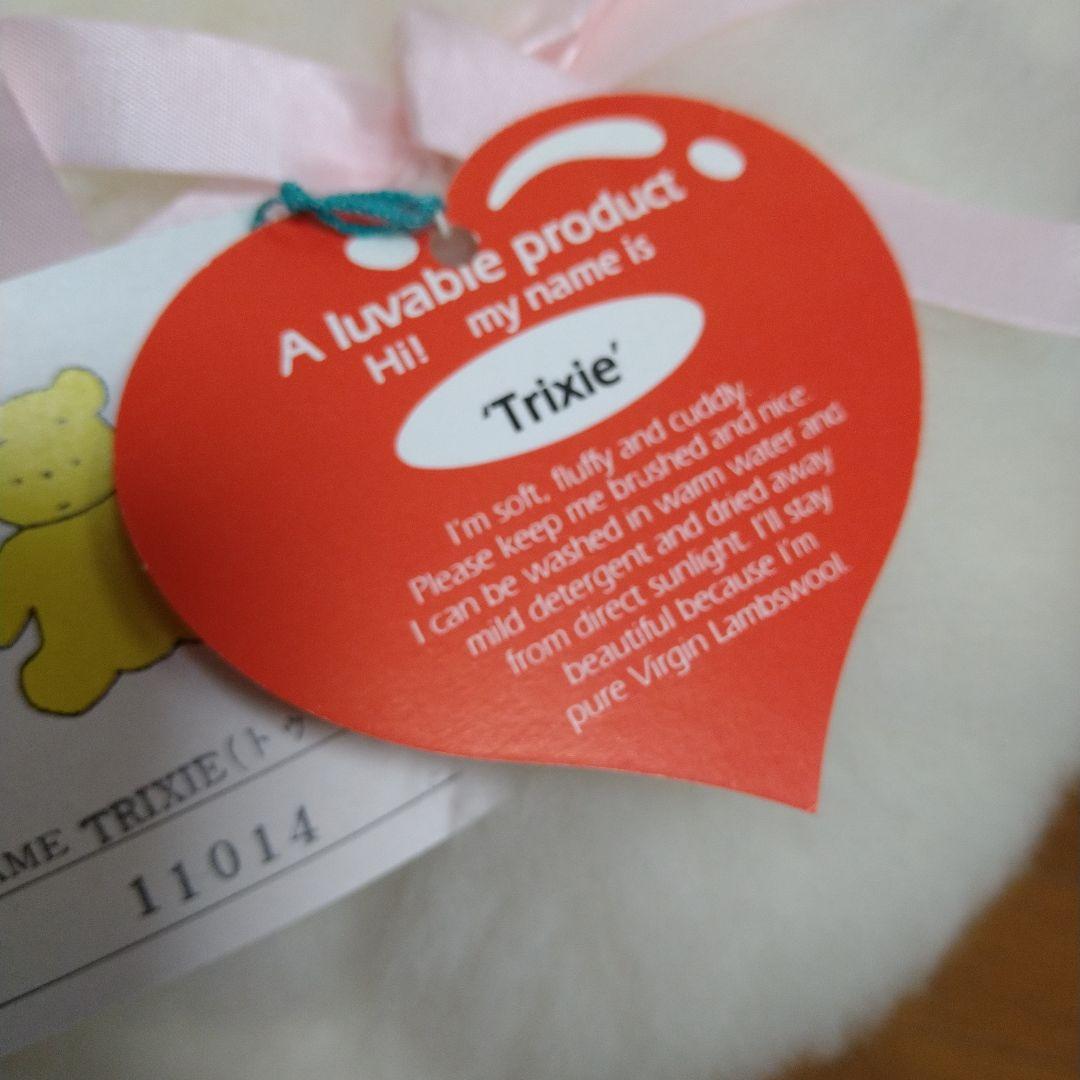 A luvable product
Hi! my name is
'Trixie'
I'm soft, fluffy and cuddly.
Please keep me brushed and nice.
I can be washed in warm water and
mild detergent and dried away
from direct sunlight. I'll stay
beautiful because I'm
pure Virgin Lambswool.
AME TRIXIE(トゥ
11014